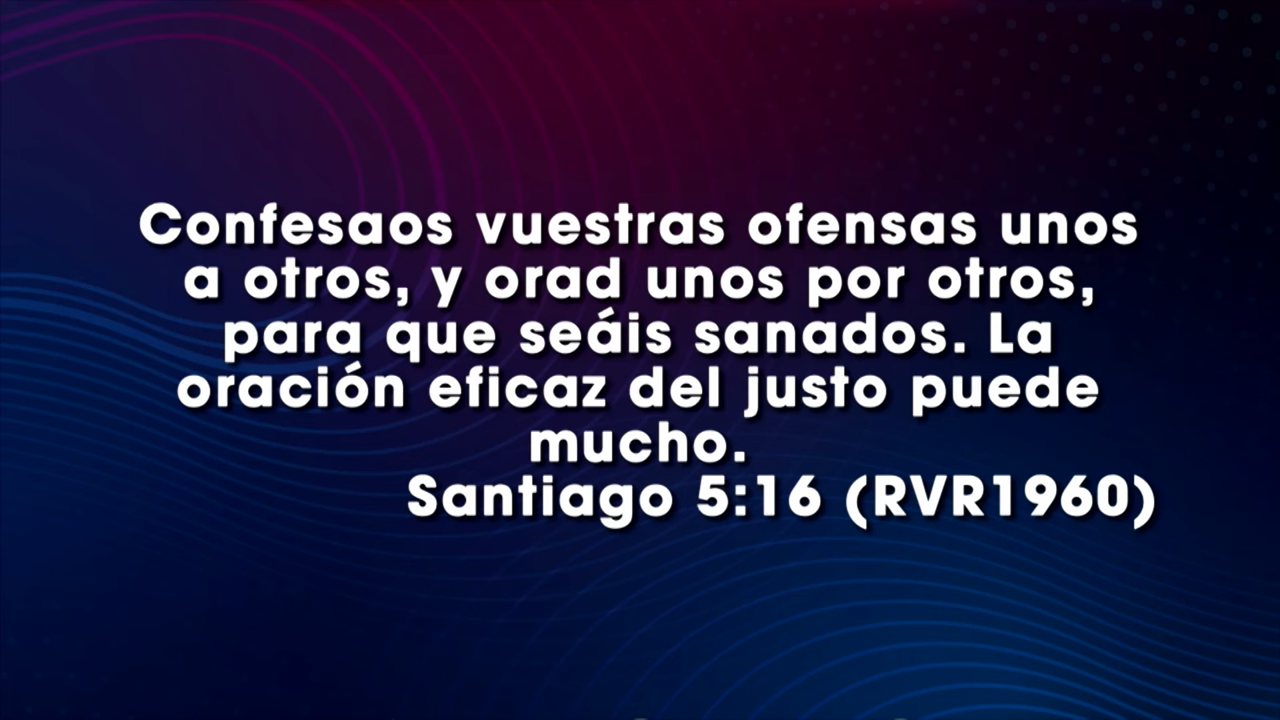 Confesaos vuestras ofensas unos
a otros, y orad unos por otros,
para que seáis sanados. La
oración eficaz del justo puede
mucho.
Santiago 5:16 (RVR1960)